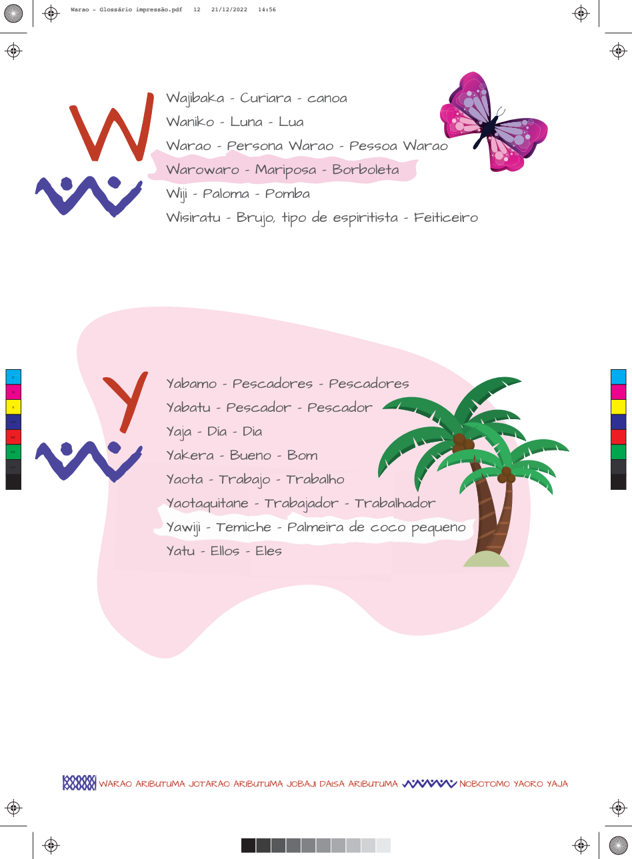 Warao - Glossário impressão.pdf   12   21/12/2022   14:56
W
Wajibaka - Curiara - canoa
Waniko - Luna - Lua
Warao - Persona Warao - Pessoa Warao
Warowaro - Mariposa - Borboleta
Wiji - Paloma - Pomba
Wisiratu - Brujo, tipo de espiritista - Feiticeiro
Y
Yabamo - Pescadores - Pescadores
Yabatu - Pescador - Pescador
Yaja - Dia - Dia
Yakera - Bueno - Bom
Yaota - Trabajo - Trabalho
Yaotaquitane - Trabajador - Trabalhador
Yawiji - Temiche - Palmeira de coco pequeno
Yatu - Ellos - Eles
WARAO ARIBUTUMA JOTARAO ARIBUTUMA JOBAJI DAISA ARIBUTUMA NOBOTOMO YAORO YAJA